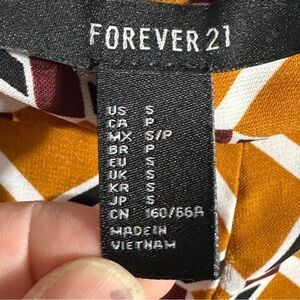 FOREVER 21
US S
CA P
MX S/P
BR P
EU S
UK S
KR S
JP S
CN 160/66A
MADE IN
VIETNAM